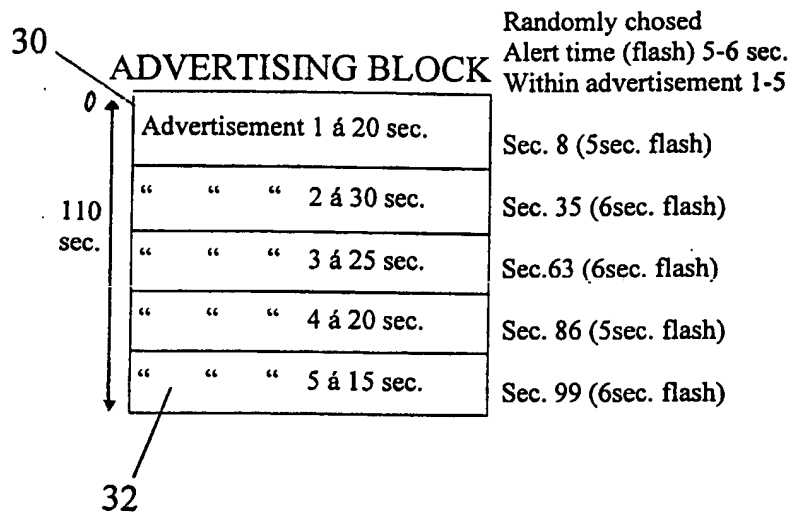 30
ADVERTISING BLOCK
Randomly chosed
Alert time (flash) 5-6 sec.
Within advertisement 1-5
0
110
sec.
Advertisement 1 á 20 sec.
Sec. 8 (5sec. flash)
“ “ “ 2 á 30 sec.
Sec. 35 (6sec. flash)
“ “ “ 3 á 25 sec.
Sec.63 (6sec. flash)
“ “ “ 4 á 20 sec.
Sec. 86 (5sec. flash)
“ “ “ 5 á 15 sec.
Sec. 99 (6sec. flash)
32